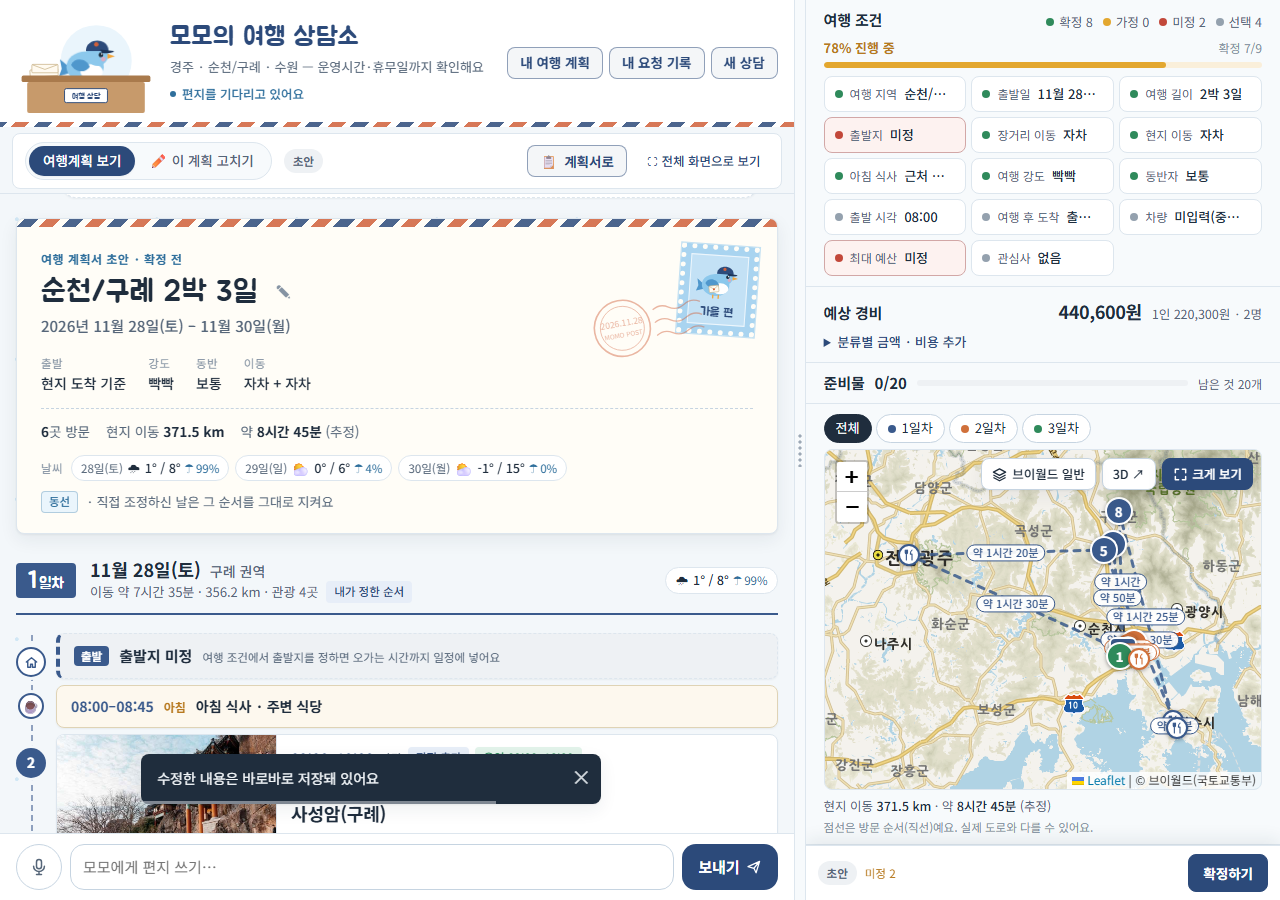 모모의 여행 상담소
경주 · 순천/구례 · 수원 — 운영시간·휴무일까지 확인해요
편지를 기다리고 있어요
여행 상담
내 여행 계획
내 요청 기록
새 상담
여행계획 보기
이 계획 고치기
초안
계획서로
전체 화면으로 보기
여행 계획서 초안 · 확정 전
순천/구례 2박 3일
2026년 11월 28일(토) – 11월 30일(월)
2026.11.28
MOMO POST
가을 편
출발 강도 동반 이동
현지 도착 기준 빡빡 보통 자차 + 자차
6곳 방문 현지 이동 371.5 km 약 8시간 45분 (추정)
날씨 28일(토) 1° / 8° 99% 29일(일) 0° / 6° 4% 30일(월) -1° / 15° 0%
동선 · 직접 조정하신 날은 그 순서를 그대로 지켜요
1일차
11월 28일(토) 구례 권역
이동 약 7시간 35분 · 356.2 km · 관광 4곳 내가 정한 순서
1° / 8° 99%
출발 출발지 미정 여행 조건에서 출발지를 정하면 오가는 시간까지 일정에 넣어요
08:00–08:45 아침 아침 식사 · 주변 식당
2
수정한 내용은 바로바로 저장돼 있어요
사성암(구례)
모모에게 편지 쓰기…
보내기
여행 조건
확정 8 가정 0 미정 2 선택 4
78% 진행 중
확정 7/9
여행 지역 순천/…
출발일 11월 28…
여행 길이 2박 3일
출발지 미정
장거리 이동 자차
현지 이동 자차
아침 식사 근처 …
여행 강도 빡빡
동반자 보통
출발 시각 08:00
여행 후 도착 출…
차량 미입력(중…
최대 예산 미정
관심사 없음
예상 경비
440,600원 1인 220,300원 · 2명
분류별 금액 · 비용 추가
준비물 0/20
남은 것 20개
전체 1일차 2일차 3일차
+
−
브이월드 일반
3D ↗
크게 보기
담양군
곡성군
8
5
광주
약 1시간 20분
하동군
약 1시간
약 50분
약 1시간 30분
약 1시간 25분
광양시
화순군
순천시
나주시
30분
1
10
보성군
남해
군
강진군
장흥군
Leaflet | © 브이월드(국토교통부)
현지 이동 371.5 km · 약 8시간 45분 (추정)
점선은 방문 순서(직선)예요. 실제 도로와 다를 수 있어요.
초안 미정 2
확정하기